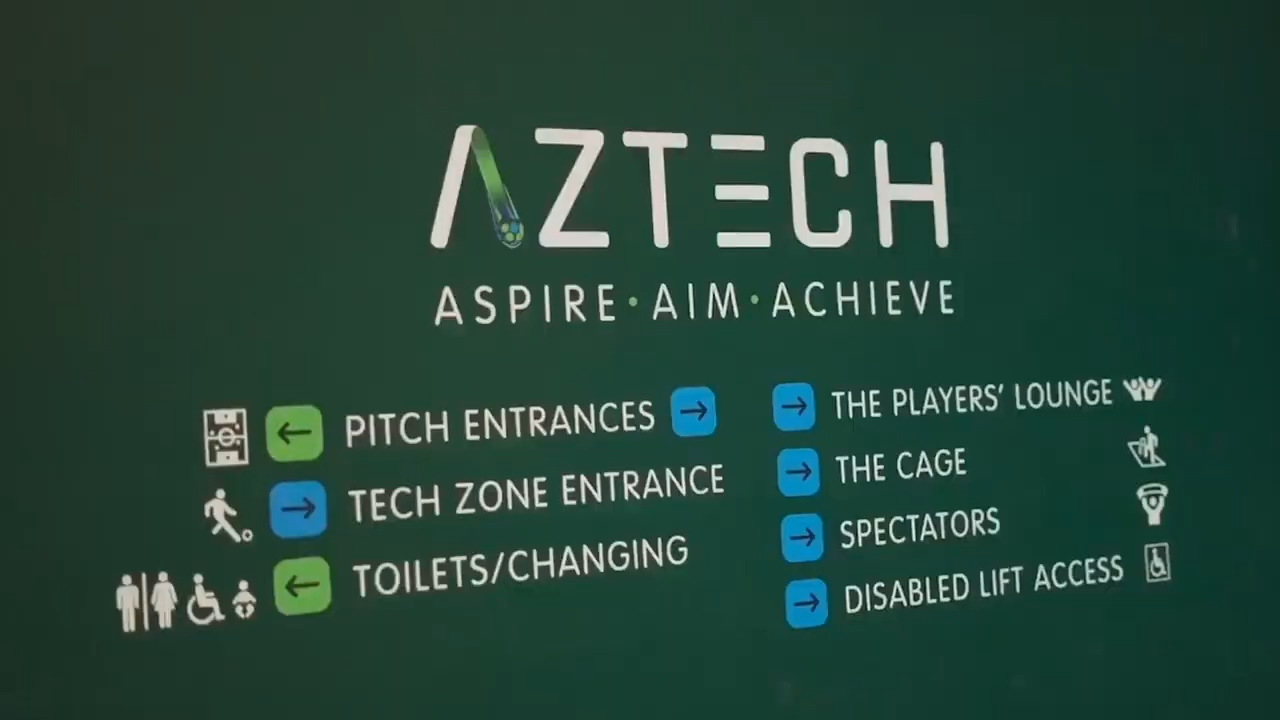 AZTECH
ASPIRE·AIM·ACHIEVE
← PITCH ENTRANCES →
→ TECH ZONE ENTRANCE
← TOILETS/CHANGING
→ THE PLAYERS' LOUNGE
→ THE CAGE
→ SPECTATORS
→ DISABLED LIFT ACCESS